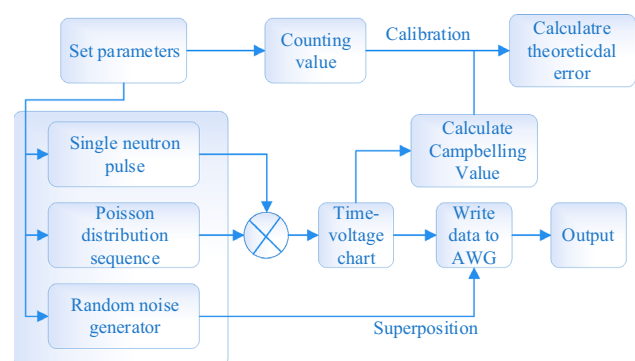 Set parameters
Counting
value
Calibration
Calculatre
theoreticdal
error
Single neutron
pulse
Calculate
Campbelling
Value
Poisson
distribution
sequence
Time-
voltage
chart
Write
data to
AWG
Output
Random noise
generator
Superposition